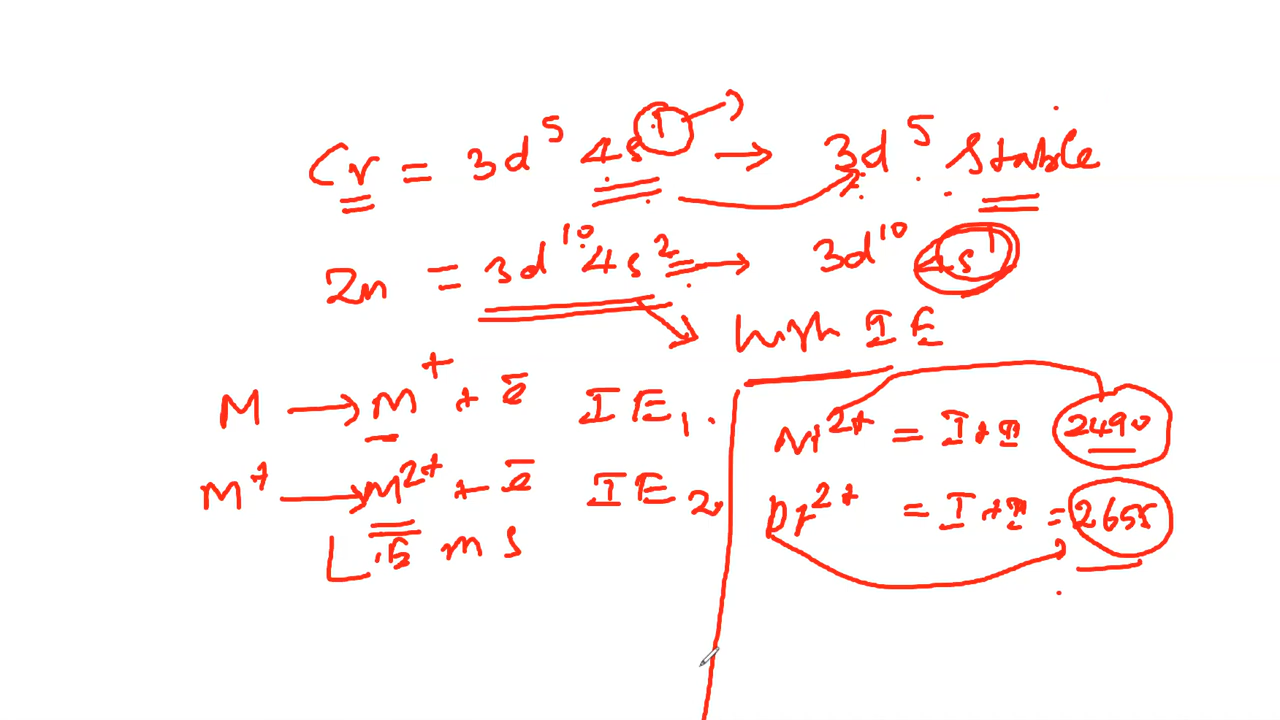 Cr = 3d⁵ 4s¹ → 3d⁵ Stable
Zn = 3d¹⁰ 4s² → 3d¹⁰ 4s¹
high IE
M → M⁺ + ē IE₁.
M⁺ → M²⁺ + ē IE₂
Ni²⁺ = I + II 2490
Pt²⁺ = I + II = 2655